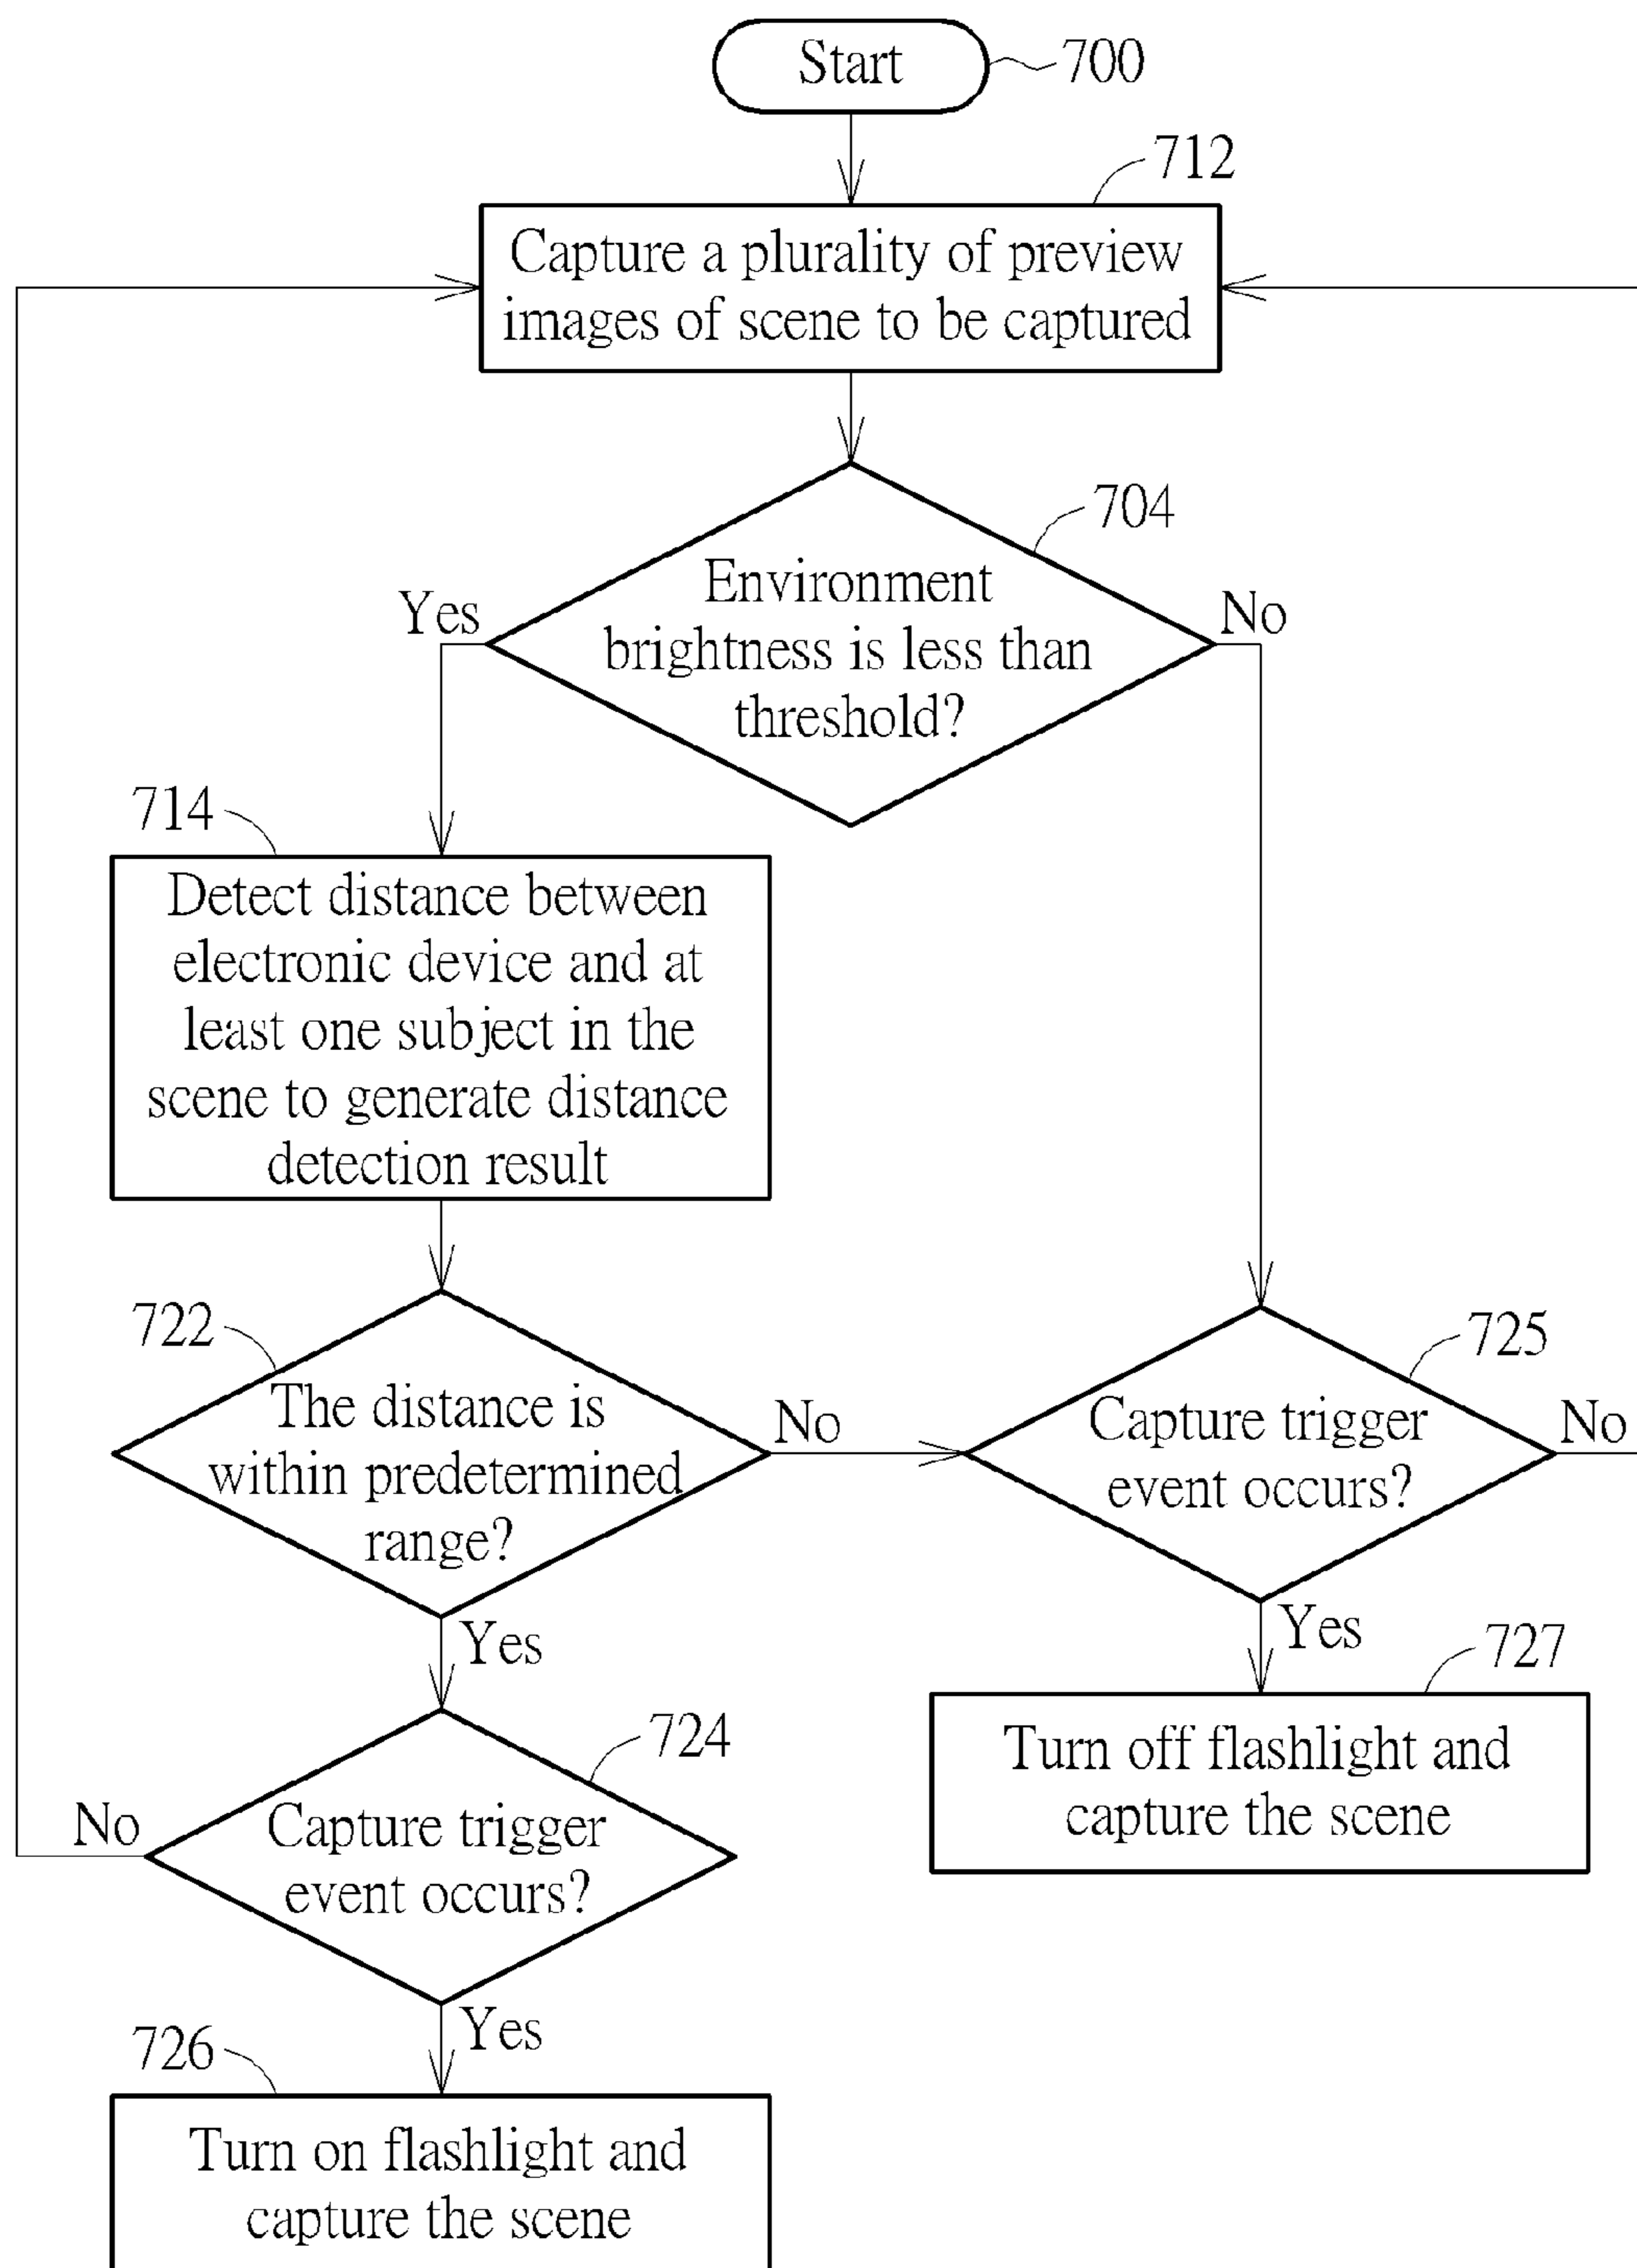 Start
700
712
Capture a plurality of preview
images of scene to be captured
704
Environment
brightness is less than
threshold?
Yes
No
714
Detect distance between
electronic device and at
least one subject in the
scene to generate distance
detection result
722
The distance is
within predetermined
range?
No
Yes
725
Capture trigger
event occurs?
No
Yes
727
Turn off flashlight and
capture the scene
724
Capture trigger
event occurs?
No
Yes
726
Turn on flashlight and
capture the scene